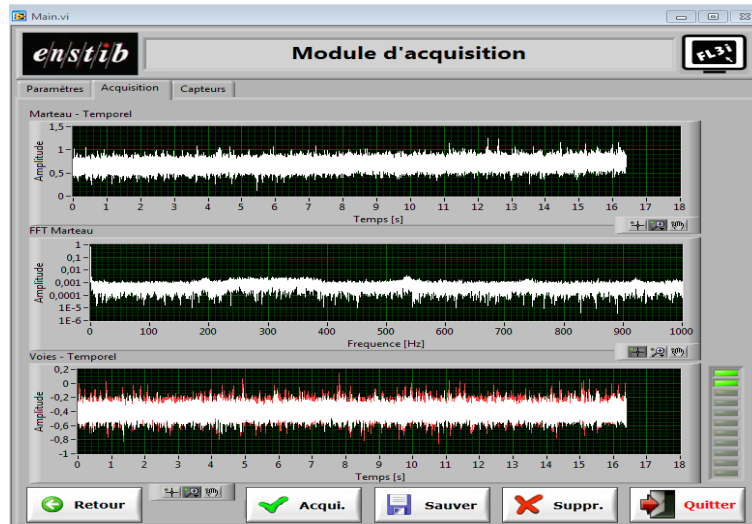 Main.vi
e/n/s/t/i/b
Module d'acquisition
FL3i
Paramètres Acquisition Capteurs
Marteau - Temporel
Amplitude
1,5
1
0,5
0
0 1 2 3 4 5 6 7 8 9 10 11 12 13 14 15 16 17 18
Temps [s]
FFT Marteau
Amplitude
1
0,1
0,01
0,001
0,0001
1E-5
1E-6
0 100 200 300 400 500 600 700 800 900 1000
Frequence [Hz]
Voies - Temporel
Amplitude
0,2
0
-0,2
-0,4
-0,6
-0,8
-1
0 1 2 3 4 5 6 7 8 9 10 11 12 13 14 15 16 17 18
Temps [s]
Retour Acqui. Sauver Suppr. Quitter